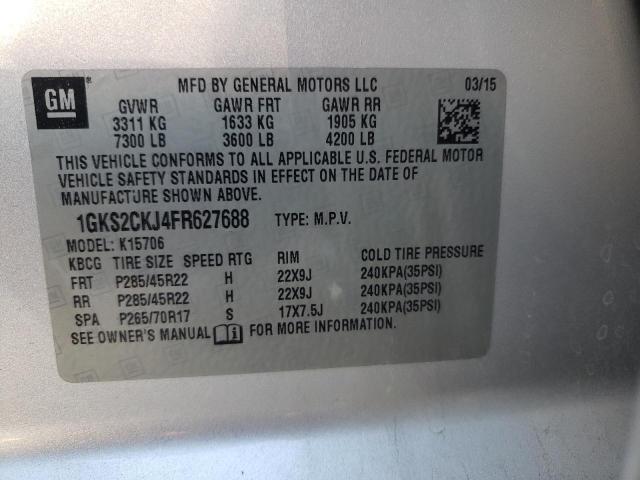 GM
MFD BY GENERAL MOTORS LLC 03/15
GVWR GAWR FRT GAWR RR
3311 KG 1633 KG 1905 KG
7300 LB 3600 LB 4200 LB
THIS VEHICLE CONFORMS TO ALL APPLICABLE U.S. FEDERAL MOTOR
VEHICLE SAFETY STANDARDS IN EFFECT ON THE DATE OF
MANUFACTURE SHOWN ABOVE.
1GKS2CKJ4FR627688 TYPE: M.P.V.
MODEL: K15706
KBCG TIRE SIZE SPEED RTG RIM COLD TIRE PRESSURE
FRT P285/45R22 H 22X9J 240KPA(35PSI)
RR P285/45R22 H 22X9J 240KPA(35PSI)
SPA P265/70R17 S 17X7.5J 240KPA(35PSI)
SEE OWNER'S MANUAL FOR MORE INFORMATION.